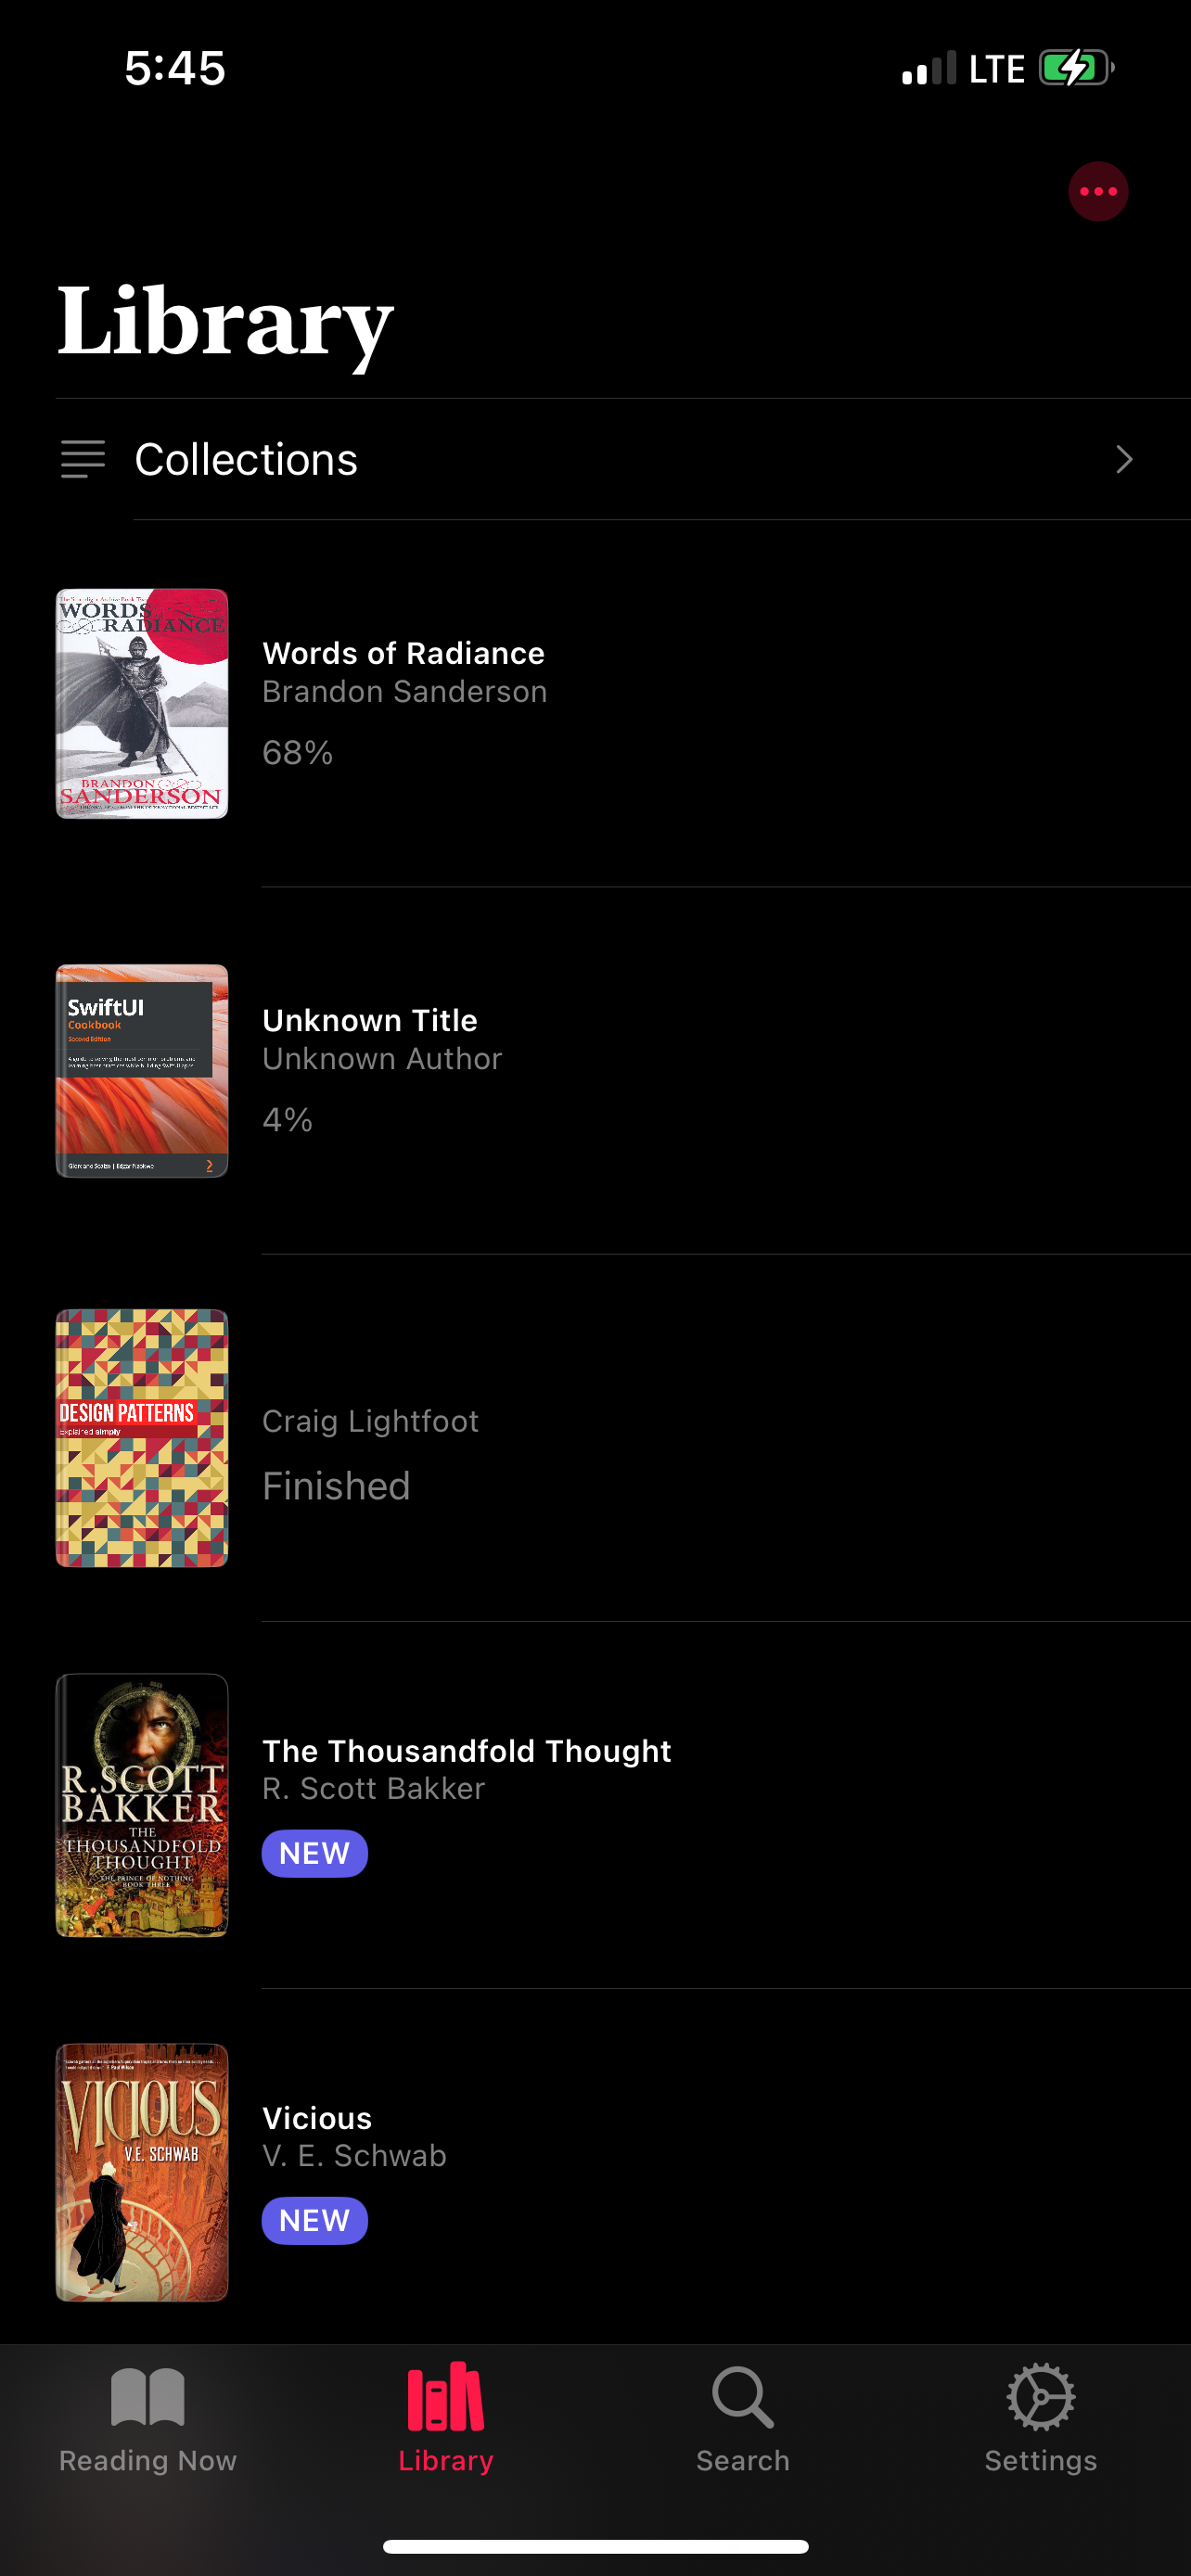 5:45
LTE
Library
Collections
WORDS
RADIANCE
BRANDON
SANDERSON
Words of Radiance
Brandon Sanderson
68%
SwiftUI
Cookbook
Second Edition
Unknown Title
Unknown Author
4%
DESIGN PATTERNS
explained simply
Craig Lightfoot
Finished
R.SCOTT
BAKKER
THE
THOUSANDFOLD
THOUGHT
THE PRINCE OF NOTHING
BOOK THREE
The Thousandfold Thought
R. Scott Bakker
NEW
VICIOUS
V.E. SCHWAB
Vicious
V. E. Schwab
NEW
Reading Now
Library
Search
Settings